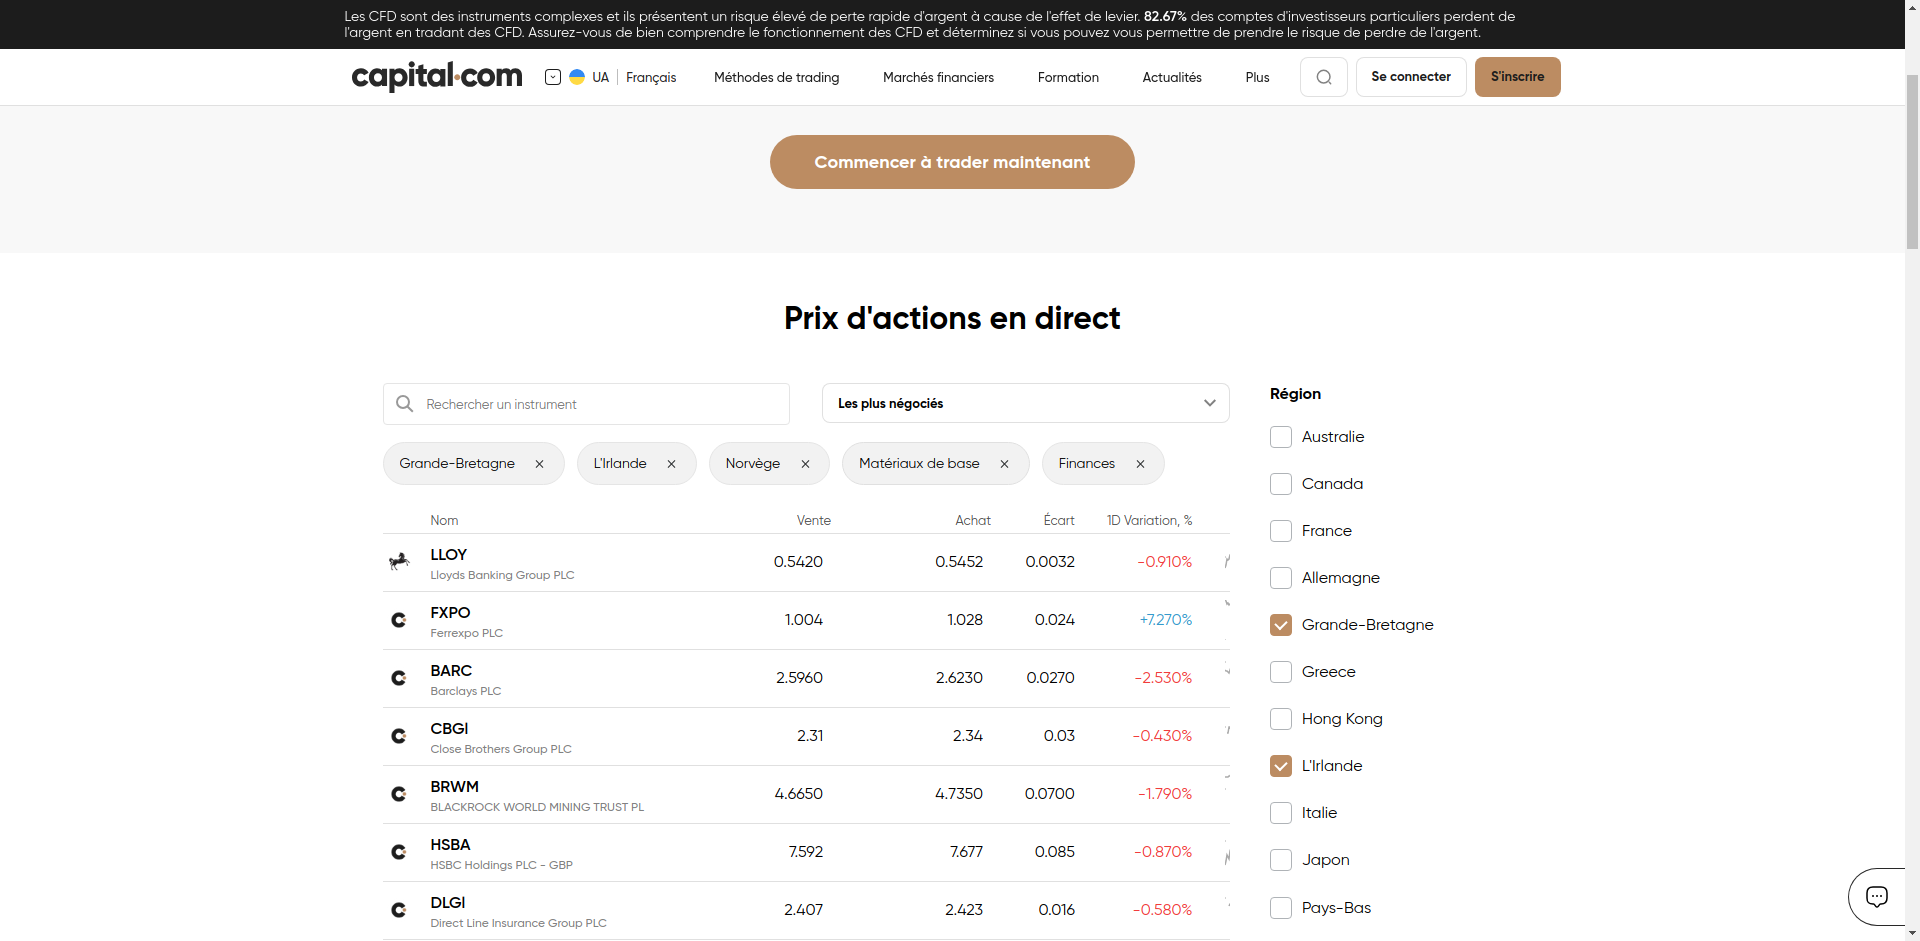 Les CFD sont des instruments complexes et ils présentent un risque élevé de perte rapide d'argent à cause de l'effet de levier. 82.67% des comptes d'investisseurs particuliers perdent de
l'argent en tradant des CFD. Assurez-vous de bien comprendre le fonctionnement des CFD et déterminez si vous pouvez vous permettre de prendre le risque de perdre de l'argent.
capital.com UA Français Méthodes de trading Marchés financiers Formation Actualités Plus Se connecter S'inscrire
Commencer à trader maintenant
Prix d'actions en direct
Rechercher un instrument
Les plus négociés
Grande-Bretagne L'Irlande Norvège Matériaux de base Finances
Nom Vente Achat Écart 1D Variation, %
LLOY 0.5420 0.5452 0.0032 -0.910%
Lloyds Banking Group PLC
FXPO 1.004 1.028 0.024 +7.270%
Ferrexpo PLC
BARC 2.5960 2.6230 0.0270 -2.530%
Barclays PLC
CBGl 2.31 2.34 0.03 -0.430%
Close Brothers Group PLC
BRWM 4.6650 4.7350 0.0700 -1.790%
BLACKROCK WORLD MINING TRUST PL
HSBA 7.592 7.677 0.085 -0.870%
HSBC Holdings PLC - GBP
DLGl 2.407 2.423 0.016 -0.580%
Direct Line Insurance Group PLC
Région
Australie
Canada
France
Allemagne
Grande-Bretagne
Greece
Hong Kong
L'Irlande
Italie
Japon
Pays-Bas